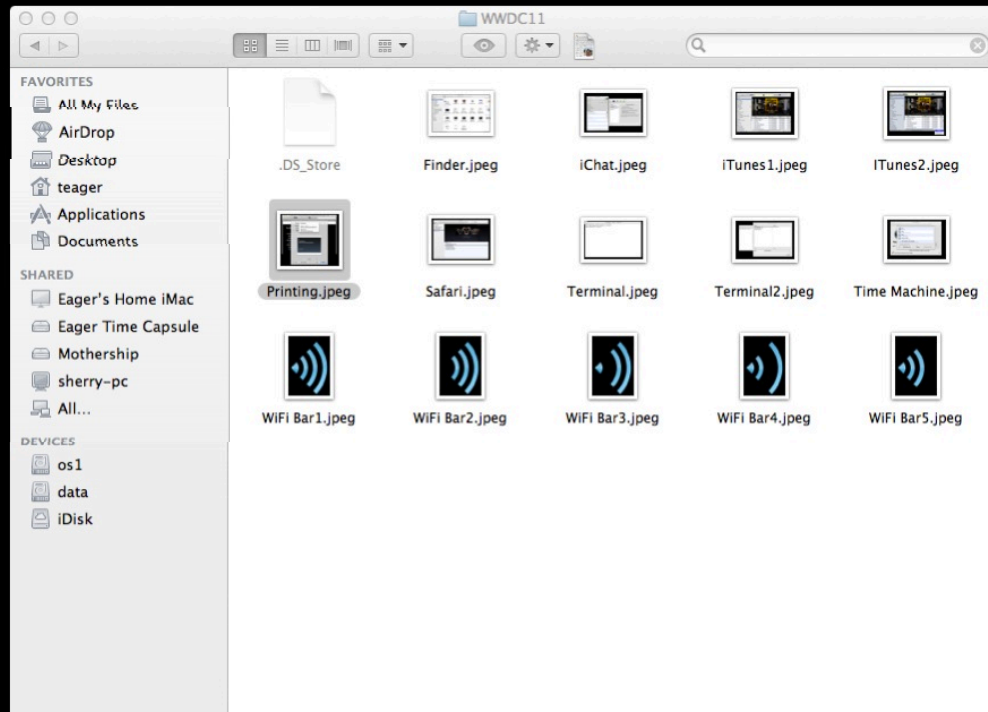 WWDC11
FAVORITES
All My Files
AirDrop
Desktop
teager
Applications
Documents
SHARED
Eager's Home iMac
Eager Time Capsule
Mothership
sherry-pc
All...
DEVICES
os1
data
iDisk
.DS_Store
Finder.jpeg
iChat.jpeg
iTunes1.jpeg
ITunes2.jpeg
Printing.jpeg
Safari.jpeg
Terminal.jpeg
Terminal2.jpeg
Time Machine.jpeg
WiFi Bar1.jpeg
WiFi Bar2.jpeg
WiFi Bar3.jpeg
WiFi Bar4.jpeg
WiFi Bar5.jpeg